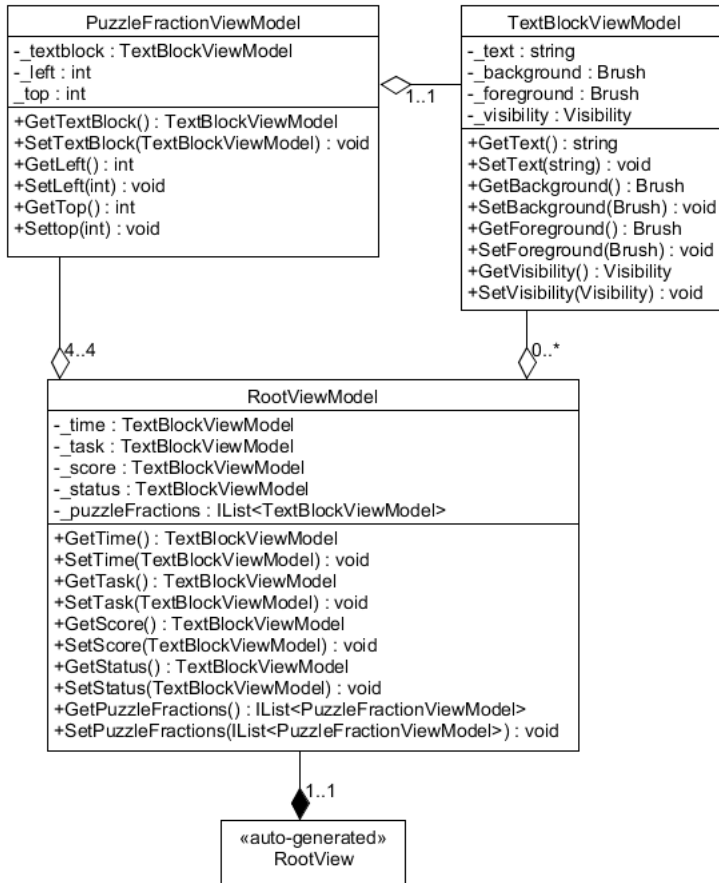 PuzzleFractionViewModel
-_textblock : TextBlockViewModel
-_left : int
_top : int
+GetTextBlock() : TextBlockViewModel
+SetTextBlock(TextBlockViewModel) : void
+GetLeft() : int
+SetLeft(int) : void
+GetTop() : int
+Settop(int) : void
1..1
TextBlockViewModel
-_text : string
-_background : Brush
-_foreground : Brush
-_visibility : Visibility
+GetText() : string
+SetText(string) : void
+GetBackground() : Brush
+SetBackground(Brush) : void
+GetForeground() : Brush
+SetForeground(Brush) : void
+GetVisibility() : Visibility
+SetVisibility(Visibility) : void
4..4
0..*
RootViewModel
-_time : TextBlockViewModel
-_task : TextBlockViewModel
-_score : TextBlockViewModel
-_status : TextBlockViewModel
-_puzzleFractions : IList<TextBlockViewModel>
+GetTime() : TextBlockViewModel
+SetTime(TextBlockViewModel) : void
+GetTask() : TextBlockViewModel
+SetTask(TextBlockViewModel) : void
+GetScore() : TextBlockViewModel
+SetScore(TextBlockViewModel) : void
+GetStatus() : TextBlockViewModel
+SetStatus(TextBlockViewModel) : void
+GetPuzzleFractions() : IList<PuzzleFractionViewModel>
+SetPuzzleFractions(IList<PuzzleFractionViewModel>) : void
1..1
«auto-generated»
RootView